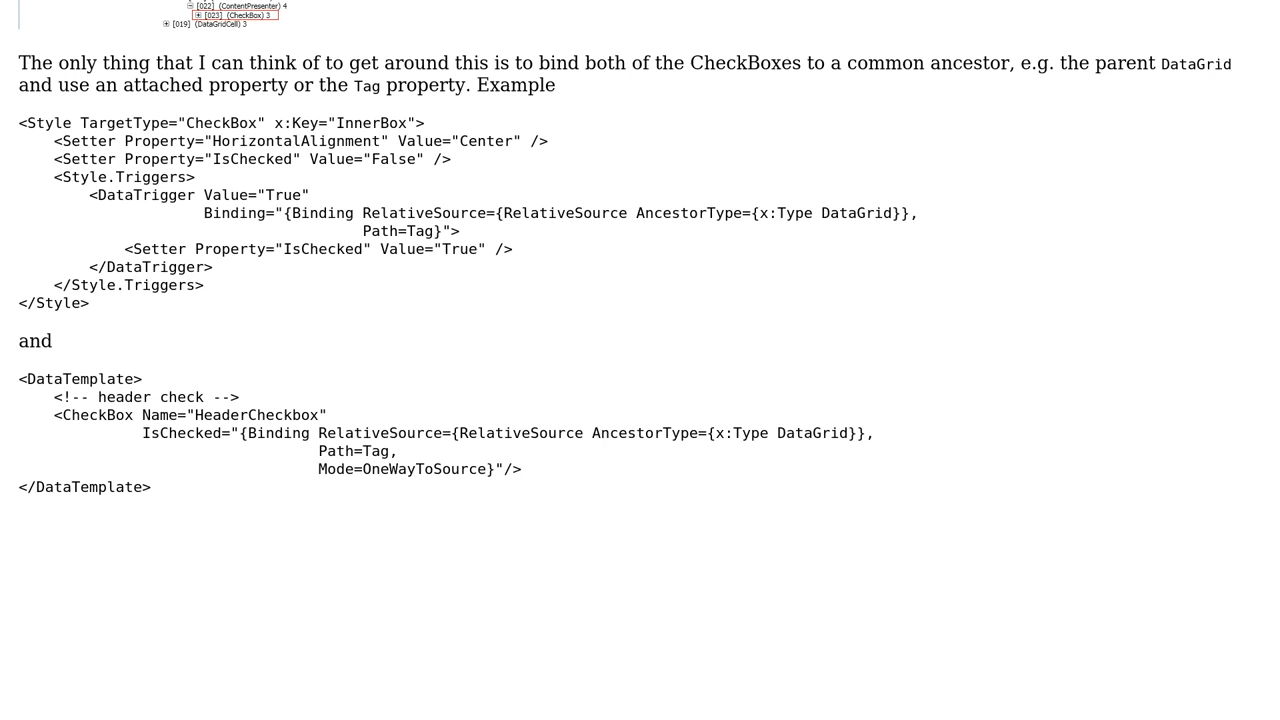 [022] (ContentPresenter) 4
[023] (CheckBox) 3
[019] (DataGridCell) 3
The only thing that I can think of to get around this is to bind both of the CheckBoxes to a common ancestor, e.g. the parent DataGrid
and use an attached property or the Tag property. Example
<Style TargetType="CheckBox" x:Key="InnerBox">
    <Setter Property="HorizontalAlignment" Value="Center" />
    <Setter Property="IsChecked" Value="False" />
    <Style.Triggers>
        <DataTrigger Value="True"
                     Binding="{Binding RelativeSource={RelativeSource AncestorType={x:Type DataGrid}},
                                       Path=Tag}">
            <Setter Property="IsChecked" Value="True" />
        </DataTrigger>
    </Style.Triggers>
</Style>
and
<DataTemplate>
    <!-- header check -->
    <CheckBox Name="HeaderCheckbox"
              IsChecked="{Binding RelativeSource={RelativeSource AncestorType={x:Type DataGrid}},
                                  Path=Tag,
                                  Mode=OneWayToSource}"/>
</DataTemplate>